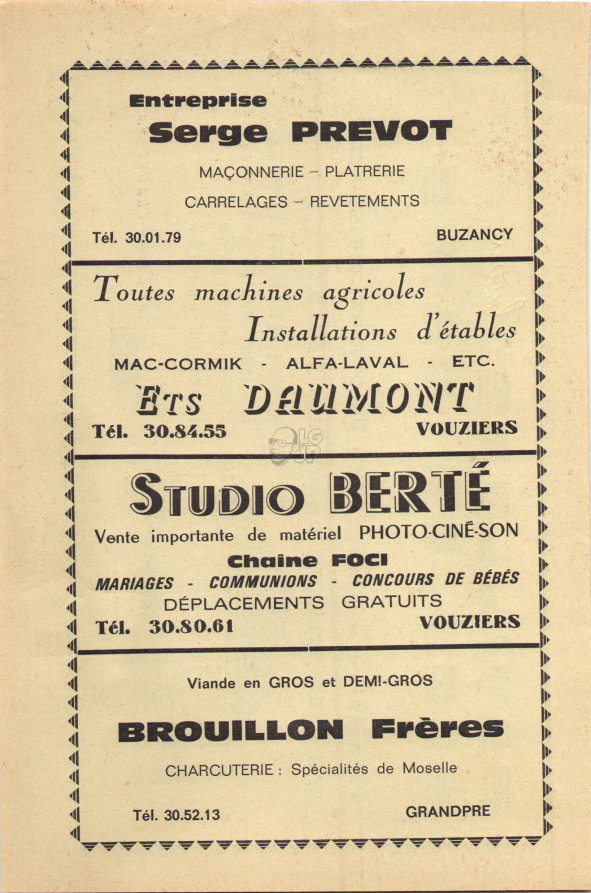 Entreprise
Serge PREVOT
MAÇONNERIE – PLATRERIE
CARRELAGES – REVETEMENTS
Tél. 30.01.79 BUZANCY
Toutes machines agricoles
Installations d'étables
MAC-CORMIK - ALFA-LAVAL - ETC.
ETS DAUMONT
Tél. 30.84.55 VOUZIERS
LG
UP
STUDIO BERTÉ
Vente importante de matériel PHOTO-CINÉ-SON
Chaine FOCI
MARIAGES - COMMUNIONS - CONCOURS DE BÉBÉS
DÉPLACEMENTS GRATUITS
Tél. 30.80.61 VOUZIERS
Viande en GROS et DEMI-GROS
BROUILLON Frères
CHARCUTERIE : Spécialités de Moselle
Tél. 30.52.13 GRANDPRE